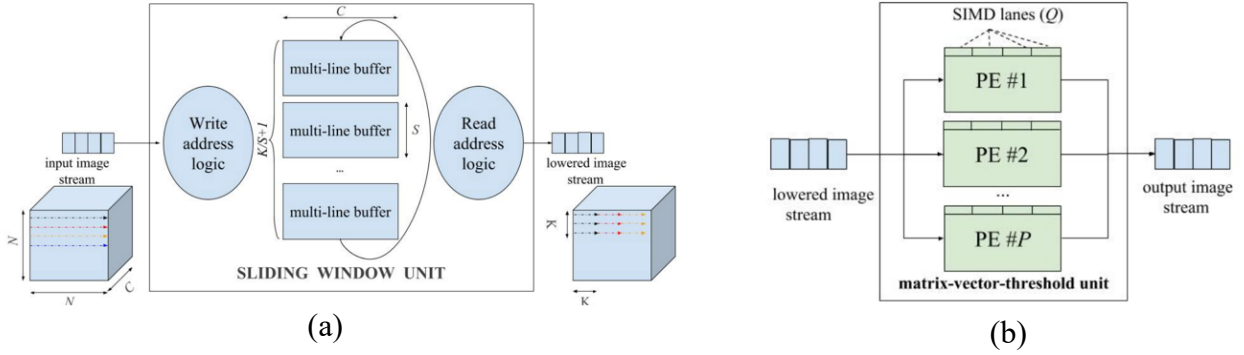 C
multi-line buffer
Write
address
logic
K/S+1
multi-line buffer
S
...
multi-line buffer
Read
address
logic
input image
stream
lowered image
stream
N
N
C
K
K
SLIDING WINDOW UNIT
(a)
SIMD lanes (Q)
PE #1
PE #2
...
PE #P
lowered image
stream
output image
stream
matrix-vector-threshold unit
(b)